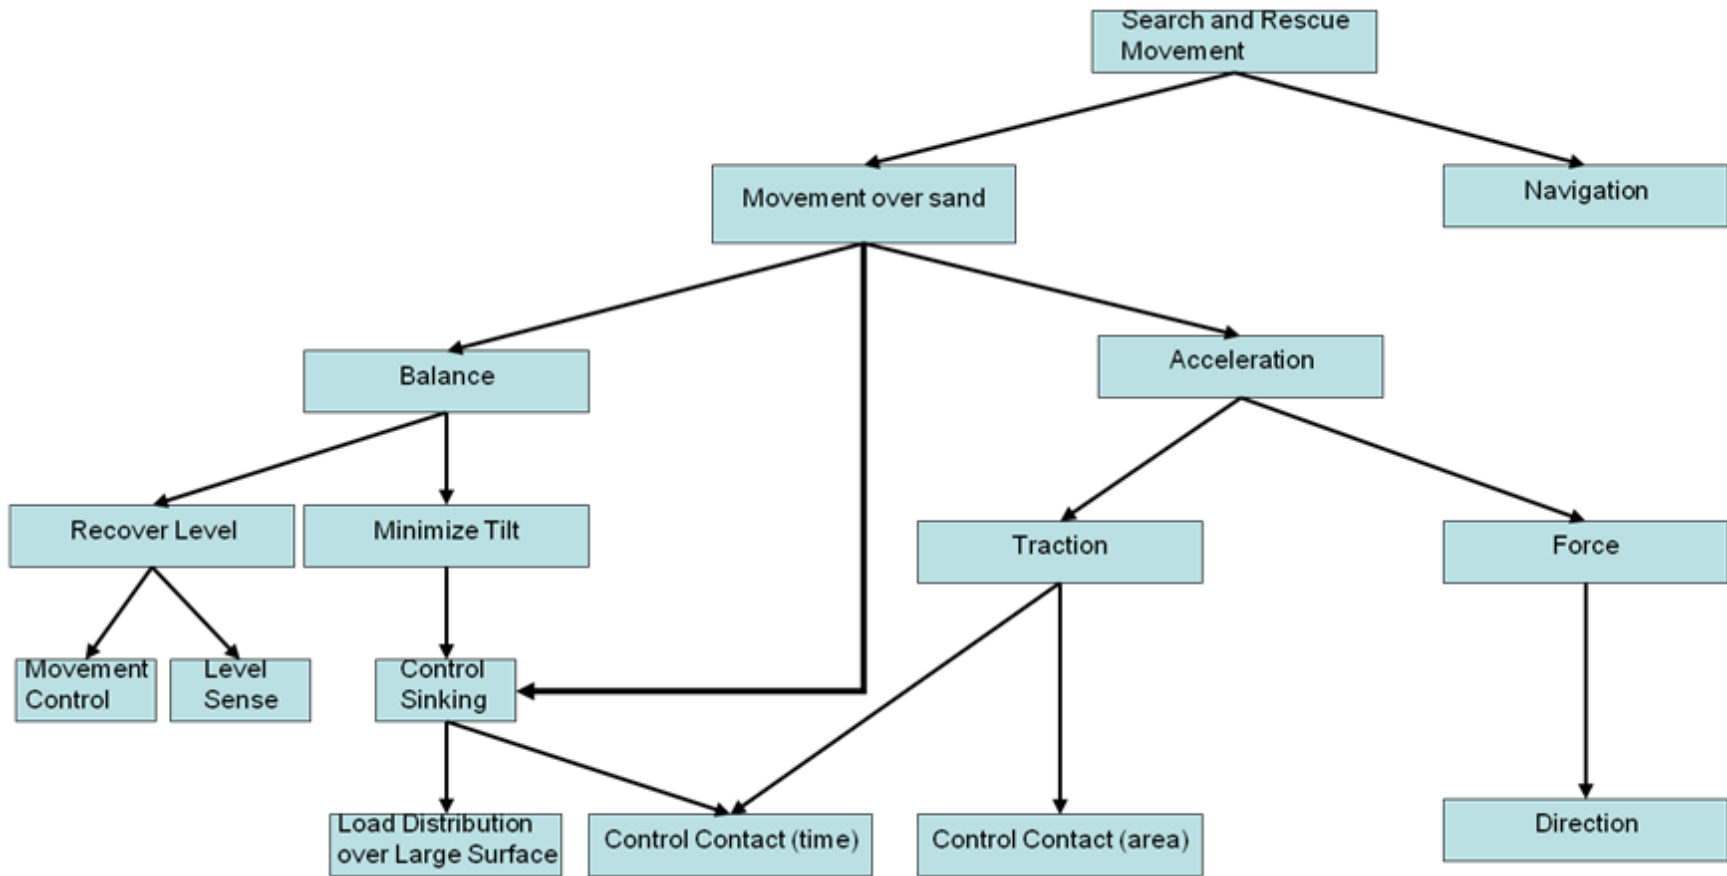 Search and Rescue
Movement
Movement over sand
Navigation
Balance
Acceleration
Recover Level
Minimize Tilt
Traction
Force
Movement
Control
Level
Sense
Control
Sinking
Load Distribution
over Large Surface
Control Contact (time)
Control Contact (area)
Direction